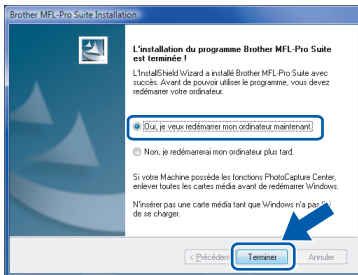 Brother MFL-Pro Suite Installation
L'installation du programme Brother MFL-Pro Suite
est terminée !
L'InstallShield Wizard a installé Brother MFL-Pro Suite avec
succès. Avant de pouvoir utiliser le programme, vous devez
redémarrer votre ordinateur.
Oui, je veux redémarrer mon ordinateur maintenant.
Non, je redémarrerai mon ordinateur plus tard.
Si votre Machine possède les fonctions PhotoCapture Center,
enlever toutes les cartes média avant de redémarrer Windows.
N'insérer pas une carte média tant que Windows n'a pas
de se charger.
< Précédent
Terminer
Annuler